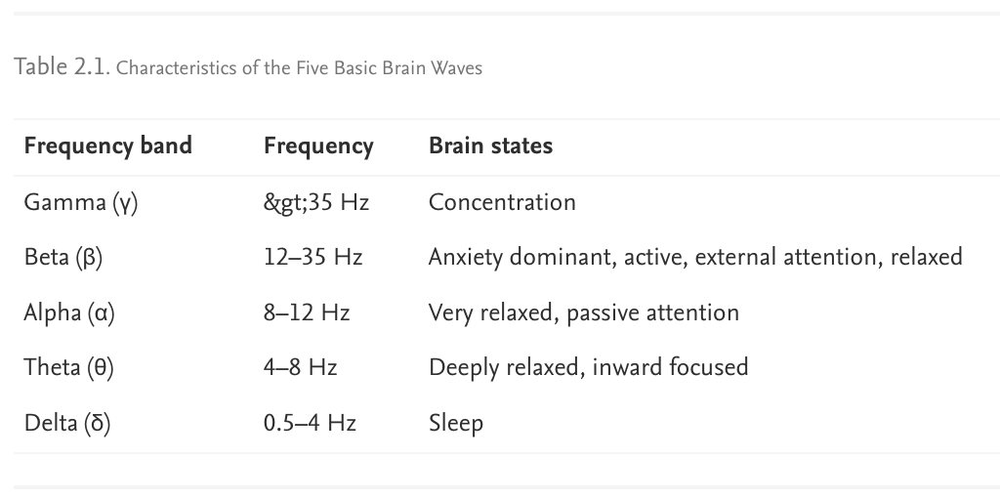 Table 2.1. Characteristics of the Five Basic Brain Waves
Frequency band Frequency Brain states
Gamma (γ) &gt;35 Hz Concentration
Beta (β) 12–35 Hz Anxiety dominant, active, external attention, relaxed
Alpha (α) 8–12 Hz Very relaxed, passive attention
Theta (θ) 4–8 Hz Deeply relaxed, inward focused
Delta (δ) 0.5–4 Hz Sleep